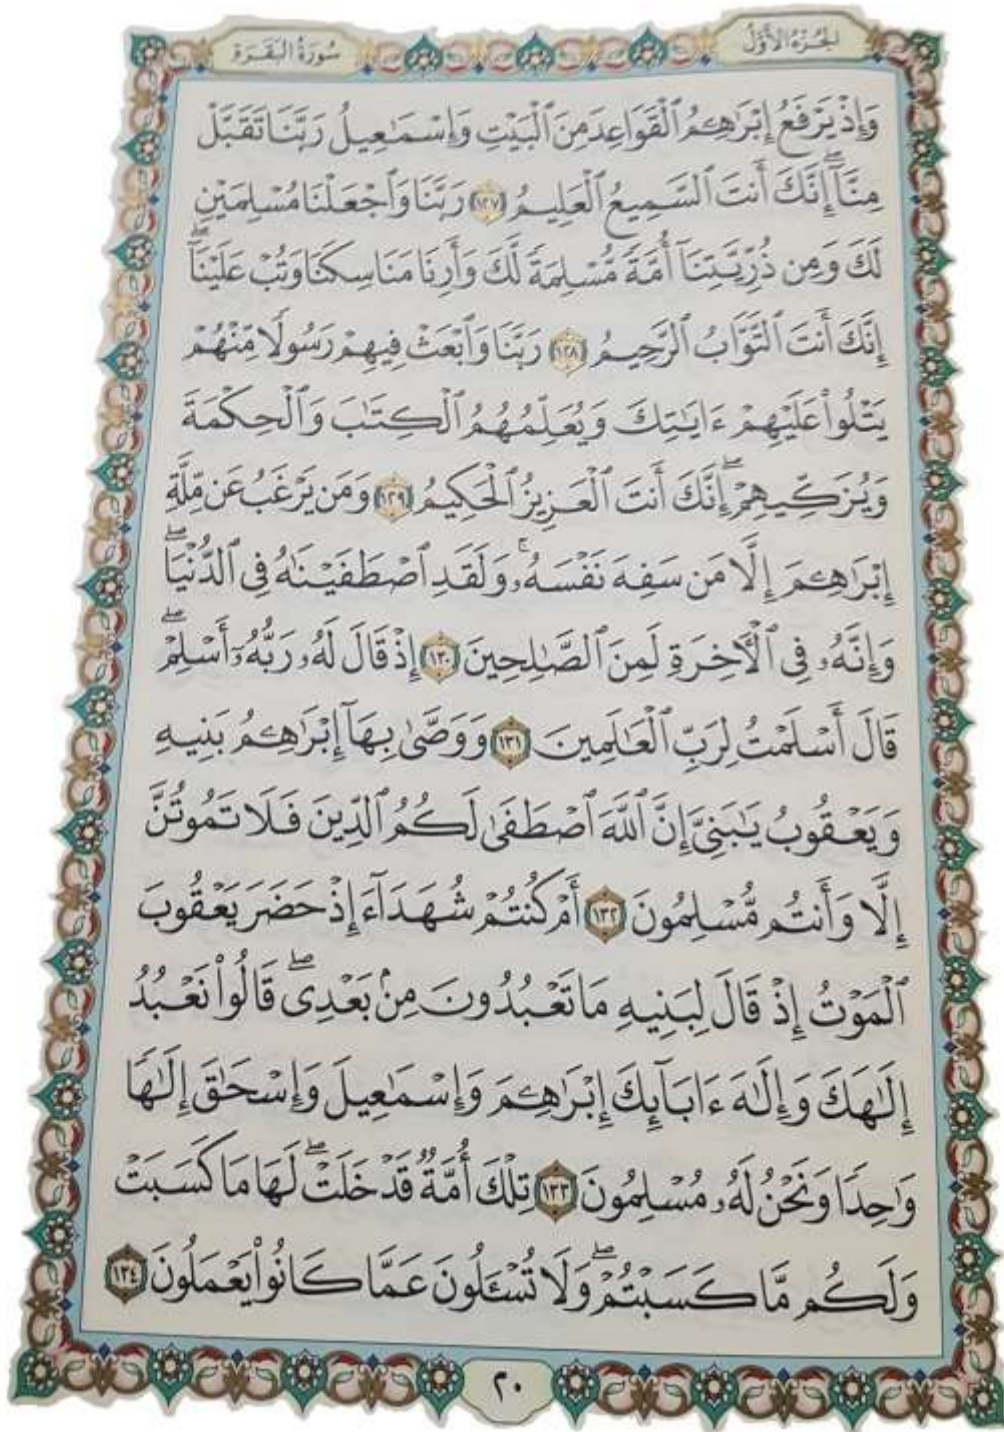 الجزء الأول
سورة البقرة
وَإِذْ يَرْفَعُ إِبْرَٰهِـۧمُ ٱلْقَوَاعِدَ مِنَ ٱلْبَيْتِ وَإِسْمَٰعِيلُ رَبَّنَا تَقَبَّلْ
مِنَّآ ۖ إِنَّكَ أَنتَ ٱلسَّمِيعُ ٱلْعَلِيمُ ١٢٧ رَبَّنَا وَٱجْعَلْنَا مُسْلِمَيْنِ
لَكَ وَمِن ذُرِّيَّتِنَآ أُمَّةً مُّسْلِمَةً لَّكَ وَأَرِنَا مَنَاسِكَنَا وَتُبْ عَلَيْنَآ ۖ
إِنَّكَ أَنتَ ٱلتَّوَّابُ ٱلرَّحِيمُ ١٢٨ رَبَّنَا وَٱبْعَثْ فِيهِمْ رَسُولًا مِّنْهُمْ
يَتْلُوا۟ عَلَيْهِمْ ءَايَٰتِكَ وَيُعَلِّمُهُمُ ٱلْكِتَٰبَ وَٱلْحِكْمَةَ
وَيُزَكِّيهِمْ ۖ إِنَّكَ أَنتَ ٱلْعَزِيزُ ٱلْحَكِيمُ ١٢٩ وَمَن يَرْغَبُ عَن مِّلَّةِ
إِبْرَٰهِـۧمَ إِلَّا مَن سَفِهَ نَفْسَهُۥ ۚ وَلَقَدِ ٱصْطَفَيْنَٰهُ فِى ٱلدُّنْيَا ۖ
وَإِنَّهُۥ فِى ٱلْءَاخِرَةِ لَمِنَ ٱلصَّٰلِحِينَ ١٣٠ إِذْ قَالَ لَهُۥ رَبُّهُۥٓ أَسْلِمْ ۖ
قَالَ أَسْلَمْتُ لِرَبِّ ٱلْعَٰلَمِينَ ١٣١ وَوَصَّىٰ بِهَآ إِبْرَٰهِـۧمُ بَنِيهِ
وَيَعْقُوبُ يَٰبَنِىَّ إِنَّ ٱللَّهَ ٱصْطَفَىٰ لَكُمُ ٱلدِّينَ فَلَا تَمُوتُنَّ
إِلَّا وَأَنتُم مُّسْلِمُونَ ١٣٢ أَمْ كُنتُمْ شُهَدَآءَ إِذْ حَضَرَ يَعْقُوبَ
ٱلْمَوْتُ إِذْ قَالَ لِبَنِيهِ مَا تَعْبُدُونَ مِنۢ بَعْدِى ۖ قَالُوا۟ نَعْبُدُ
إِلَٰهَكَ وَإِلَٰهَ ءَابَآئِكَ إِبْرَٰهِـۧمَ وَإِسْمَٰعِيلَ وَإِسْحَٰقَ إِلَٰهًا
وَٰحِدًا وَنَحْنُ لَهُۥ مُسْلِمُونَ ١٣٣ تِلْكَ أُمَّةٌ قَدْ خَلَتْ ۖ لَهَا مَا كَسَبَتْ
وَلَكُم مَّا كَسَبْتُمْ ۖ وَلَا تُسْـَٔلُونَ عَمَّا كَانُوا۟ يَعْمَلُونَ ١٣٤
٢٠